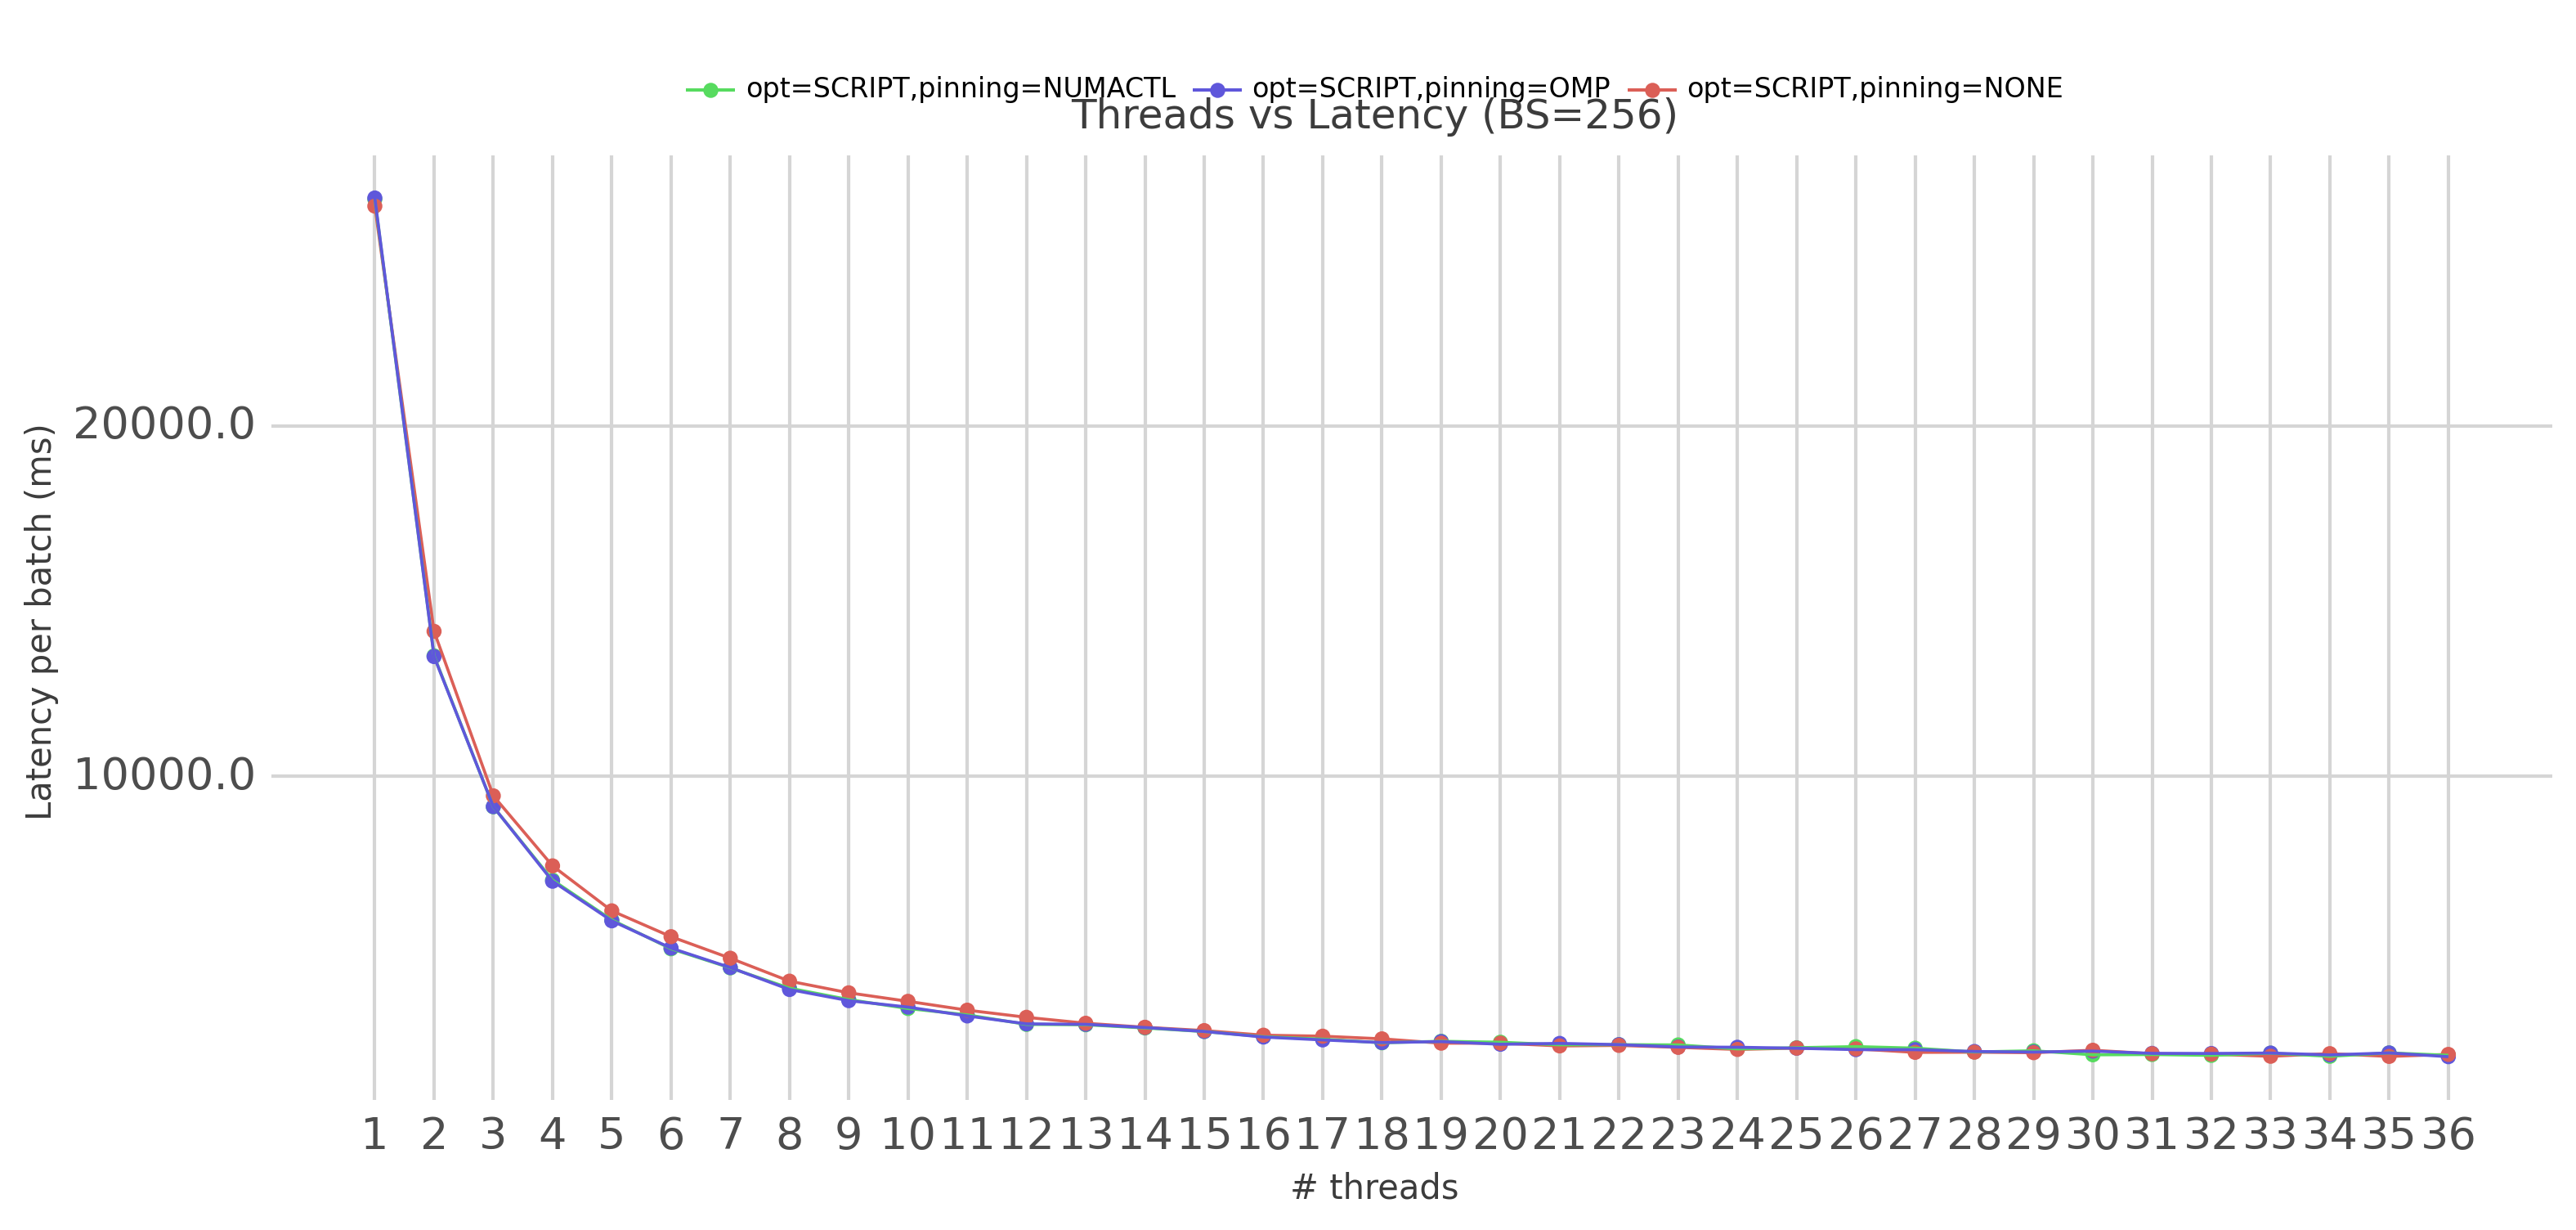 opt=SCRIPT,pinning=NUMACTL opt=SCRIPT,pinning=OMP opt=SCRIPT,pinning=NONE
Threads vs Latency (BS=256)
Latency per batch (ms)
20000.0
10000.0
1 2 3 4 5 6 7 8 9 10 11 12 13 14 15 16 17 18 19 20 21 22 23 24 25 26 27 28 29 30 31 32 33 34 35 36
# threads